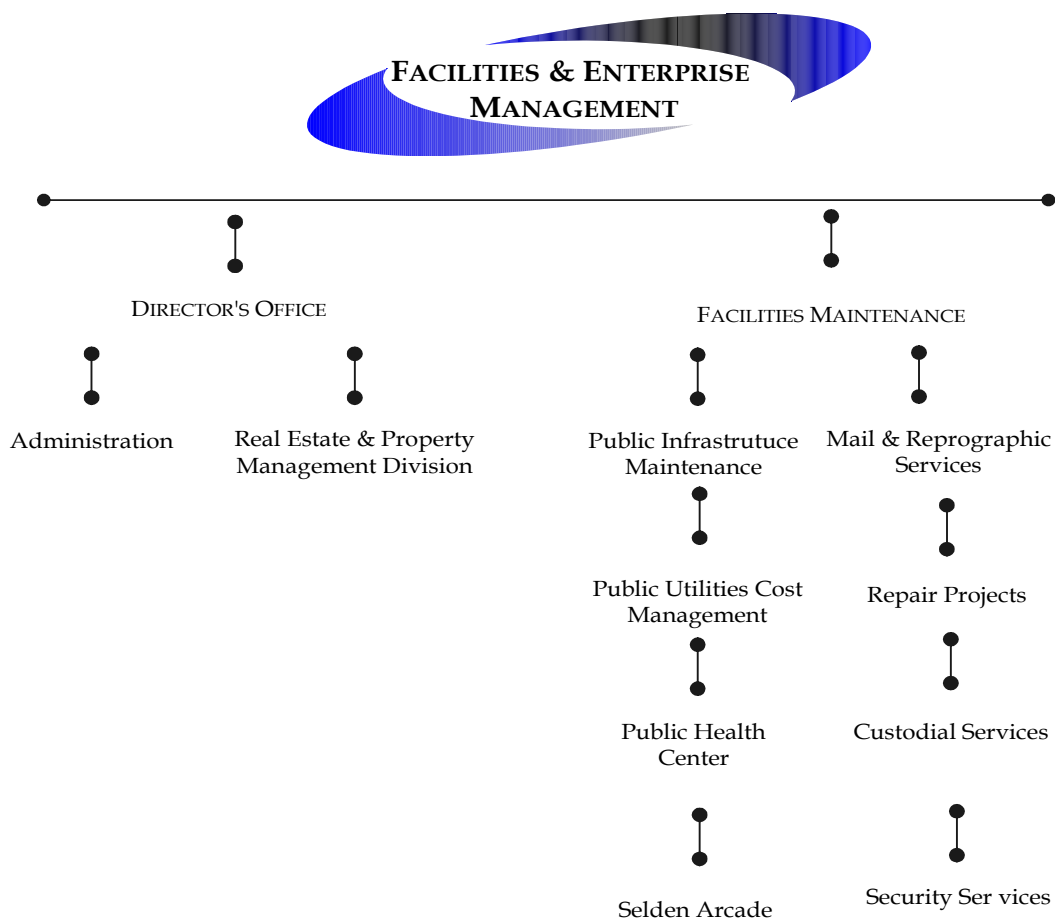 FACILITIES & ENTERPRISE
MANAGEMENT
DIRECTOR'S OFFICE
FACILITIES MAINTENANCE
Administration
Real Estate & Property
Management Division
Public Infrastrutuce
Maintenance
Mail & Reprographic
Services
Public Utilities Cost
Management
Repair Projects
Public Health
Center
Custodial Services
Selden Arcade
Security Ser vices